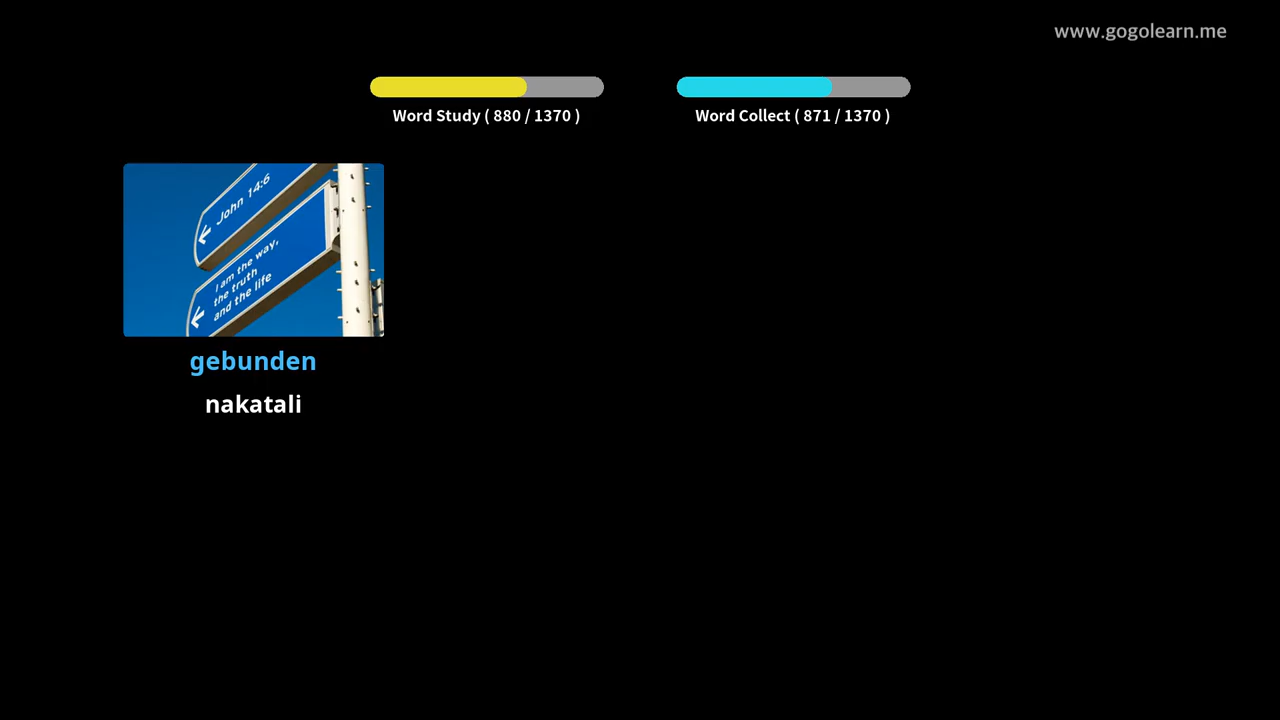 www.gogolearn.me
Word Study ( 880 / 1370 )
Word Collect ( 871 / 1370 )
John 14:6
I am the way,
the truth
and the life
gebunden
nakatali